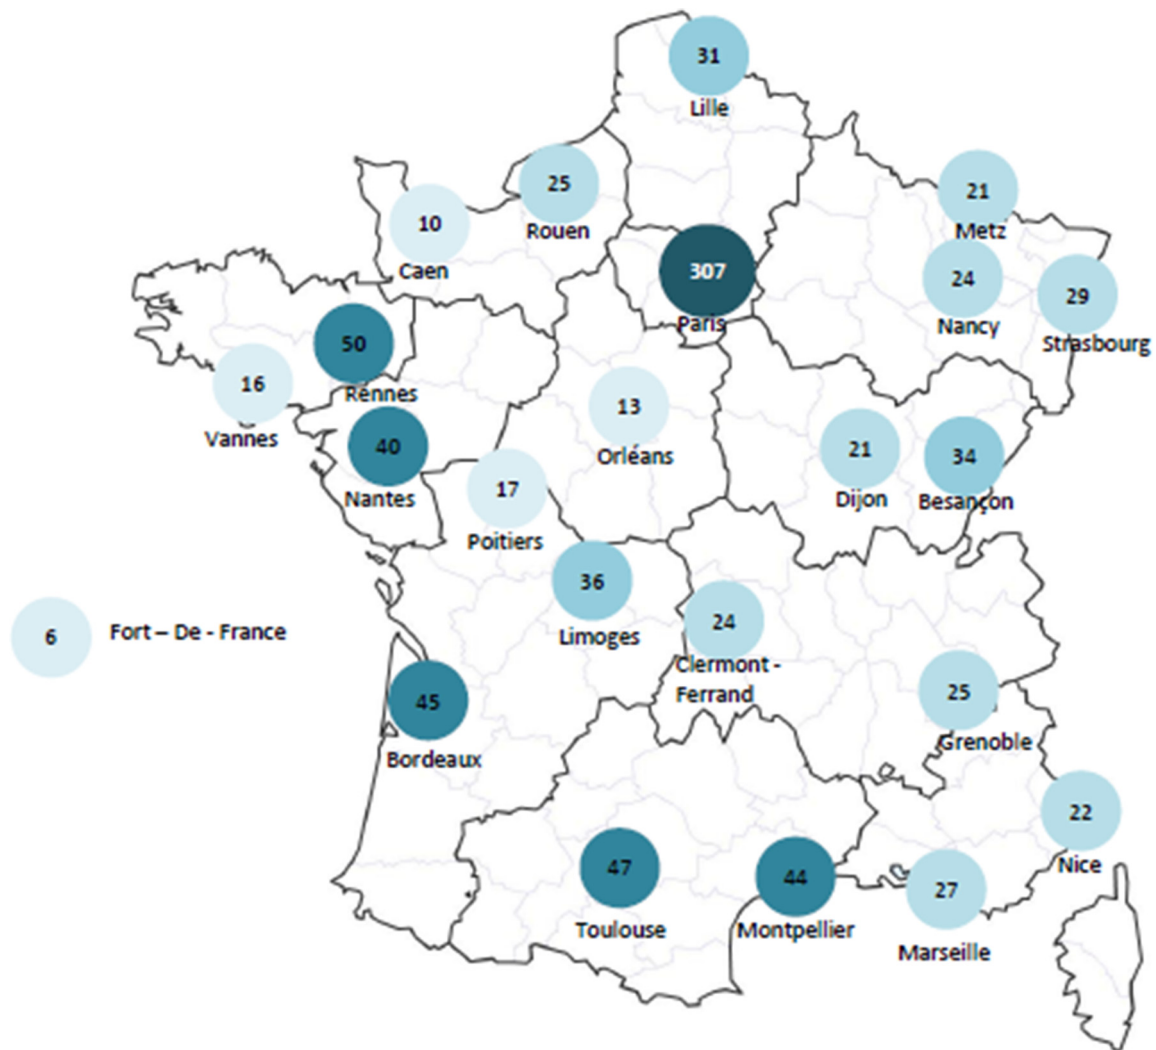 31
Lille
25
Rouen
21
Metz
10
Caen
307
Paris
24
Nancy
29
Strasbourg
50
Rennes
16
Vannes
13
Orléans
40
Nantes
21
Dijon
34
Besançon
17
Poitiers
36
Limoges
6
Fort – De - France
24
Clermont -
Ferrand
45
Bordeaux
25
Grenoble
22
Nice
47
Toulouse
44
Montpellier
27
Marseille